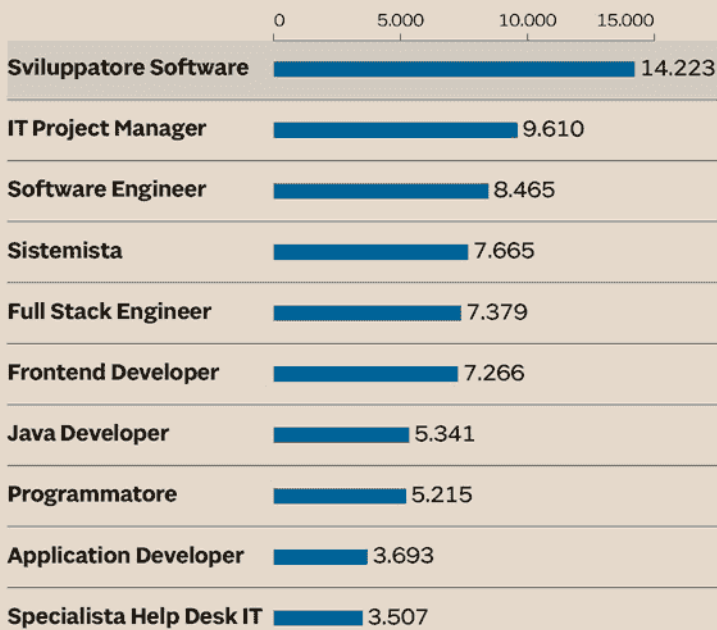 0 5.000 10.000 15.000
Sviluppatore Software 14.223
IT Project Manager 9.610
Software Engineer 8.465
Sistemista 7.665
Full Stack Engineer 7.379
Frontend Developer 7.266
Java Developer 5.341
Programmatore 5.215
Application Developer 3.693
Specialista Help Desk IT 3.507